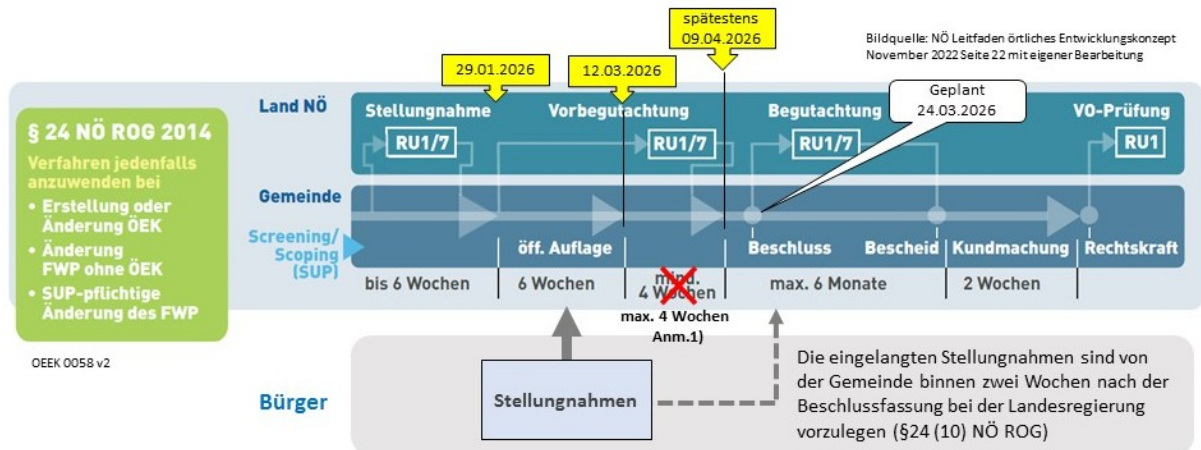 spätestens
09.04.2026
29.01.2026
12.03.2026
Bildquelle: NÖ Leitfaden örtliches Entwicklungskonzept
November 2022 Seite 22 mit eigener Bearbeitung
Geplant
24.03.2026
§ 24 NÖ ROG 2014
Verfahren jedenfalls
anzuwenden bei
• Erstellung oder
Änderung ÖEK
• Änderung
FWP ohne ÖEK
• SUP-pflichtige
Änderung des FWP
OEEK 0058 v2
Land NÖ
Stellungnahme
Vorbegutachtung
Begutachtung
VO-Prüfung
RU1/7
RU1/7
RU1/7
RU1
Gemeinde
Screening/
Scoping
(SUP)
öff. Auflage
Beschluss
Bescheid
Kundmachung
Rechtskraft
bis 6 Wochen
6 Wochen
mind.
4 Wochen
max. 6 Monate
2 Wochen
max. 4 Wochen
Anm.1)
Bürger
Stellungnahmen
Die eingelangten Stellungnahmen sind von
der Gemeinde binnen zwei Wochen nach der
Beschlussfassung bei der Landesregierung
vorzulegen (§24 (10) NÖ ROG)